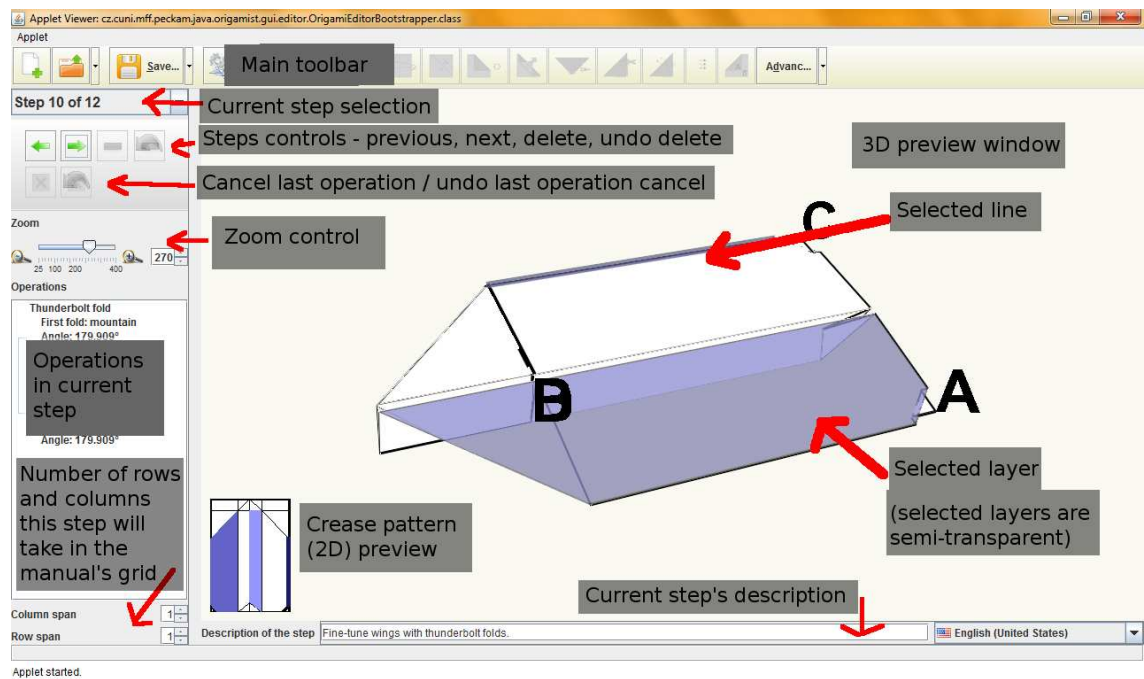 Applet Viewer: cz.cuni.mff.peckam.java.origamist.gui.editor.OrigamiEditorBootstrapper.class
Applet
Save...
Main toolbar
Advanc...
Step 10 of 12
Current step selection
Steps controls - previous, next, delete, undo delete
3D preview window
Cancel last operation / undo last operation cancel
C
Selected line
Zoom
Zoom control
270
25 100 200 400
Operations
Thunderbolt fold
First fold: mountain
Angle: 179.909°
Operations
in current
step
B
A
Angle: 179.909°
Number of rows
and columns
this step will
take in the
manual's grid
Selected layer
(selected layers are
semi-transparent)
Crease pattern
(2D) preview
Current step's description
Column span 1
Row span 1
Description of the step Fine-tune wings with thunderbolt folds.
English (United States)
Applet started.